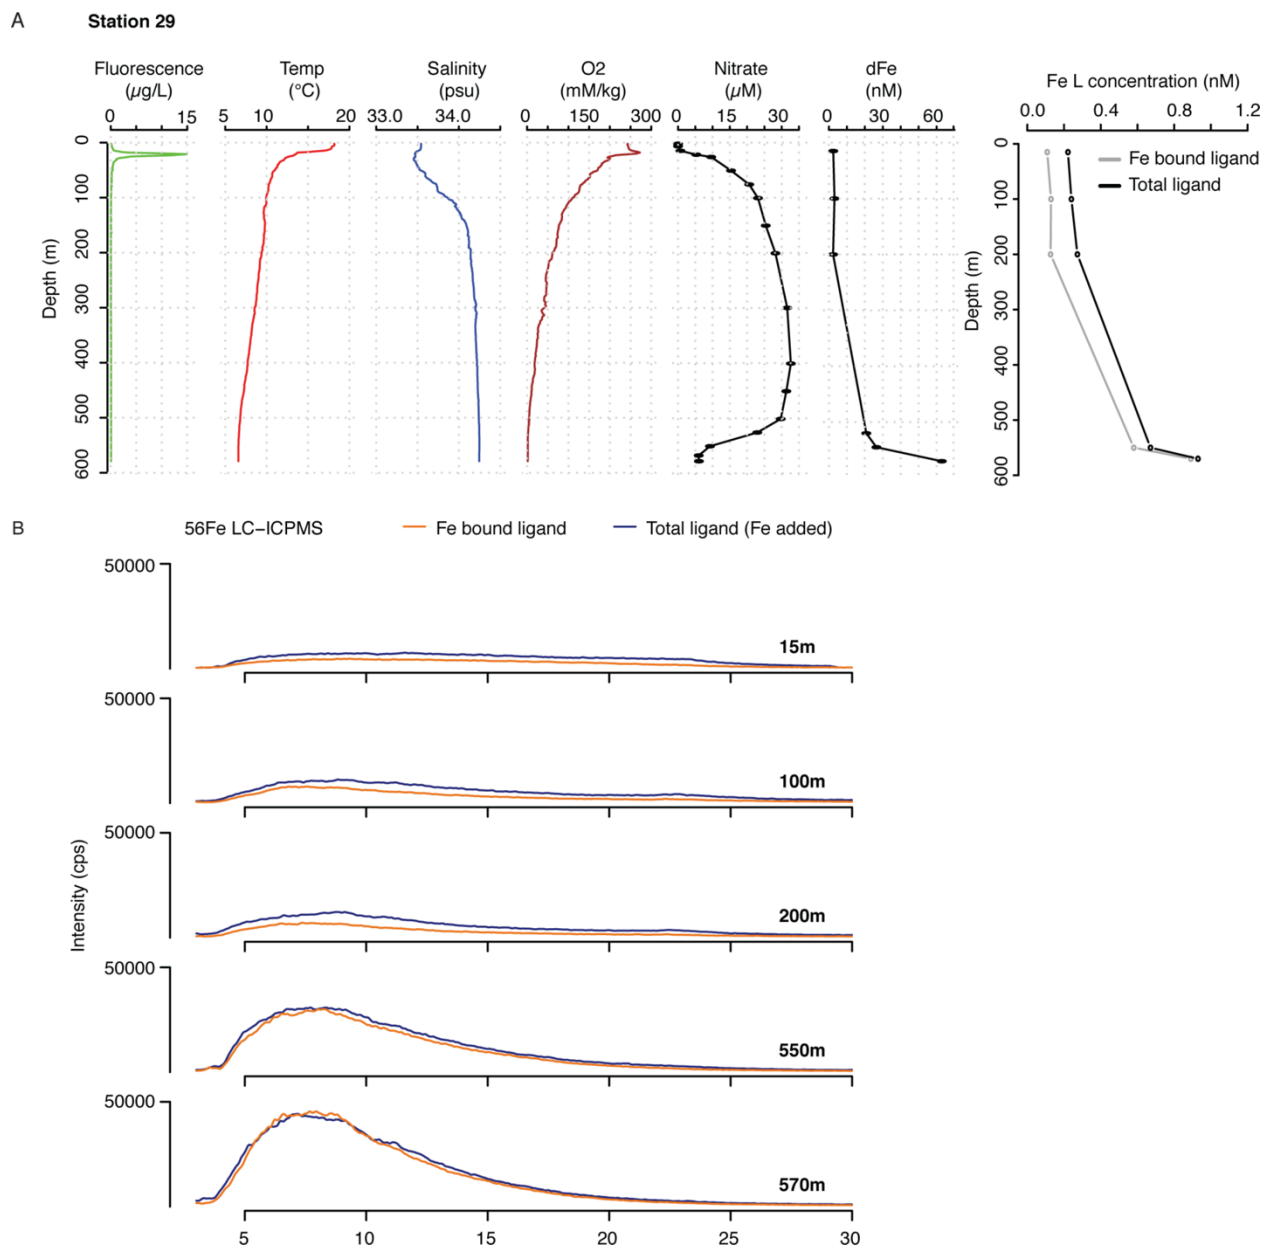 A Station 29
Fluorescence Temp Salinity O2 Nitrate dFe
(µg/L) (°C) (psu) (mM/kg) (µM) (nM) Fe L concentration (nM)
0 15 5 10 20 33.0 34.0 0 150 300 0 15 30 0 30 60 0.0 0.4 0.8 1.2
Depth (m)
0
100
200
300
400
500
600
Depth (m)
0
100
200
300
400
500
600
Fe bound ligand
Total ligand
B 56Fe LC−ICPMS Fe bound ligand Total ligand (Fe added)
Intensity (cps)
50000
15m
50000
100m
50000
200m
50000
550m
50000
570m
5 10 15 20 25 30